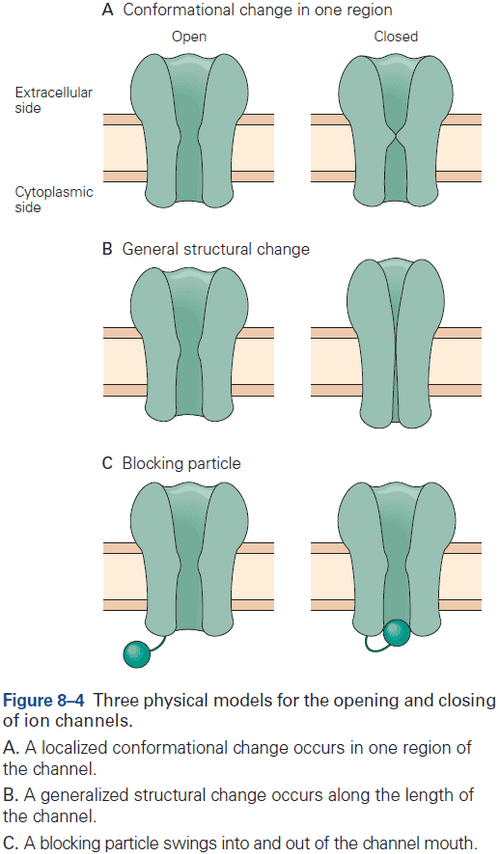 A Conformational change in one region
Open
Closed
Extracellular
side
Cytoplasmic
side
B General structural change
C Blocking particle
Figure 8–4 Three physical models for the opening and closing
of ion channels.
A. A localized conformational change occurs in one region of
the channel.
B. A generalized structural change occurs along the length of
the channel.
C. A blocking particle swings into and out of the channel mouth.